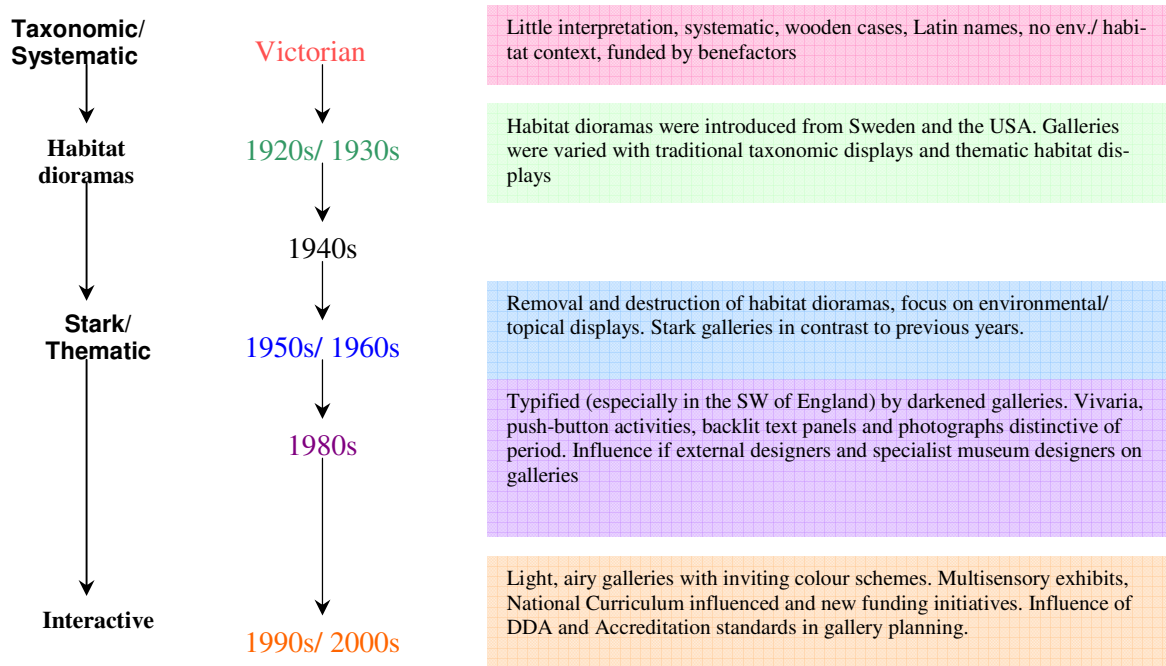 Taxonomic/
Systematic
Victorian
Little interpretation, systematic, wooden cases, Latin names, no env./ habi-
tat context, funded by benefactors
Habitat
dioramas
1920s/ 1930s
Habitat dioramas were introduced from Sweden and the USA. Galleries
were varied with traditional taxonomic displays and thematic habitat dis-
plays
1940s
Stark/
Thematic
1950s/ 1960s
Removal and destruction of habitat dioramas, focus on environmental/
topical displays. Stark galleries in contrast to previous years.
1980s
Typified (especially in the SW of England) by darkened galleries. Vivaria,
push-button activities, backlit text panels and photographs distinctive of
period. Influence if external designers and specialist museum designers on
galleries
Interactive
1990s/ 2000s
Light, airy galleries with inviting colour schemes. Multisensory exhibits,
National Curriculum influenced and new funding initiatives. Influence of
DDA and Accreditation standards in gallery planning.